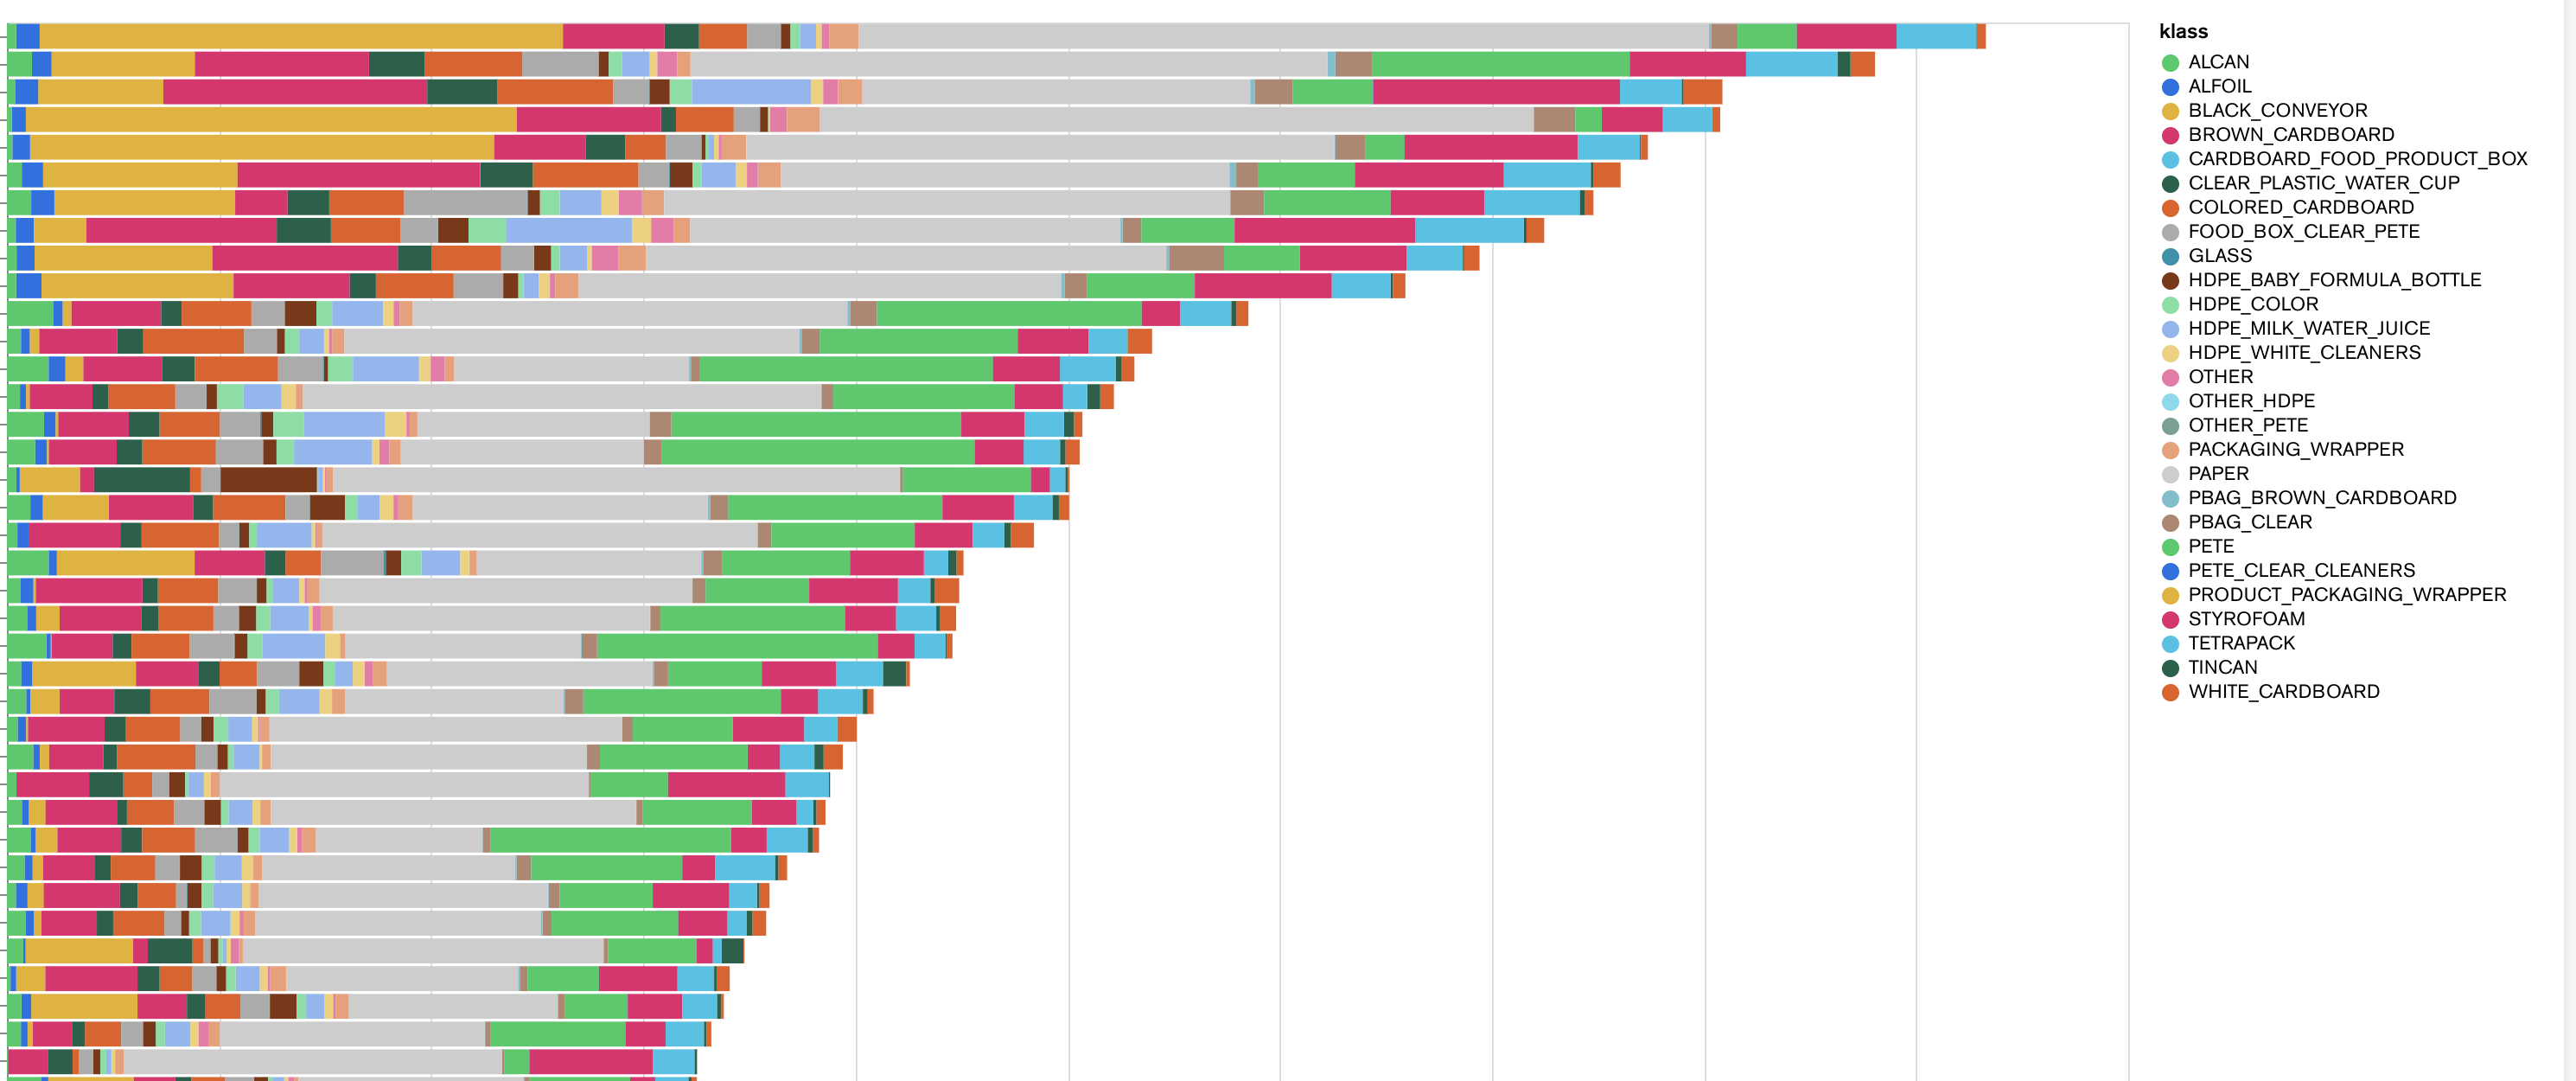 klass
ALCAN
ALFOIL
BLACK_CONVEYOR
BROWN_CARDBOARD
CARDBOARD_FOOD_PRODUCT_BOX
CLEAR_PLASTIC_WATER_CUP
COLORED_CARDBOARD
FOOD_BOX_CLEAR_PETE
GLASS
HDPE_BABY_FORMULA_BOTTLE
HDPE_COLOR
HDPE_MILK_WATER_JUICE
HDPE_WHITE_CLEANERS
OTHER
OTHER_HDPE
OTHER_PETE
PACKAGING_WRAPPER
PAPER
PBAG_BROWN_CARDBOARD
PBAG_CLEAR
PETE
PETE_CLEAR_CLEANERS
PRODUCT_PACKAGING_WRAPPER
STYROFOAM
TETRAPACK
TINCAN
WHITE_CARDBOARD